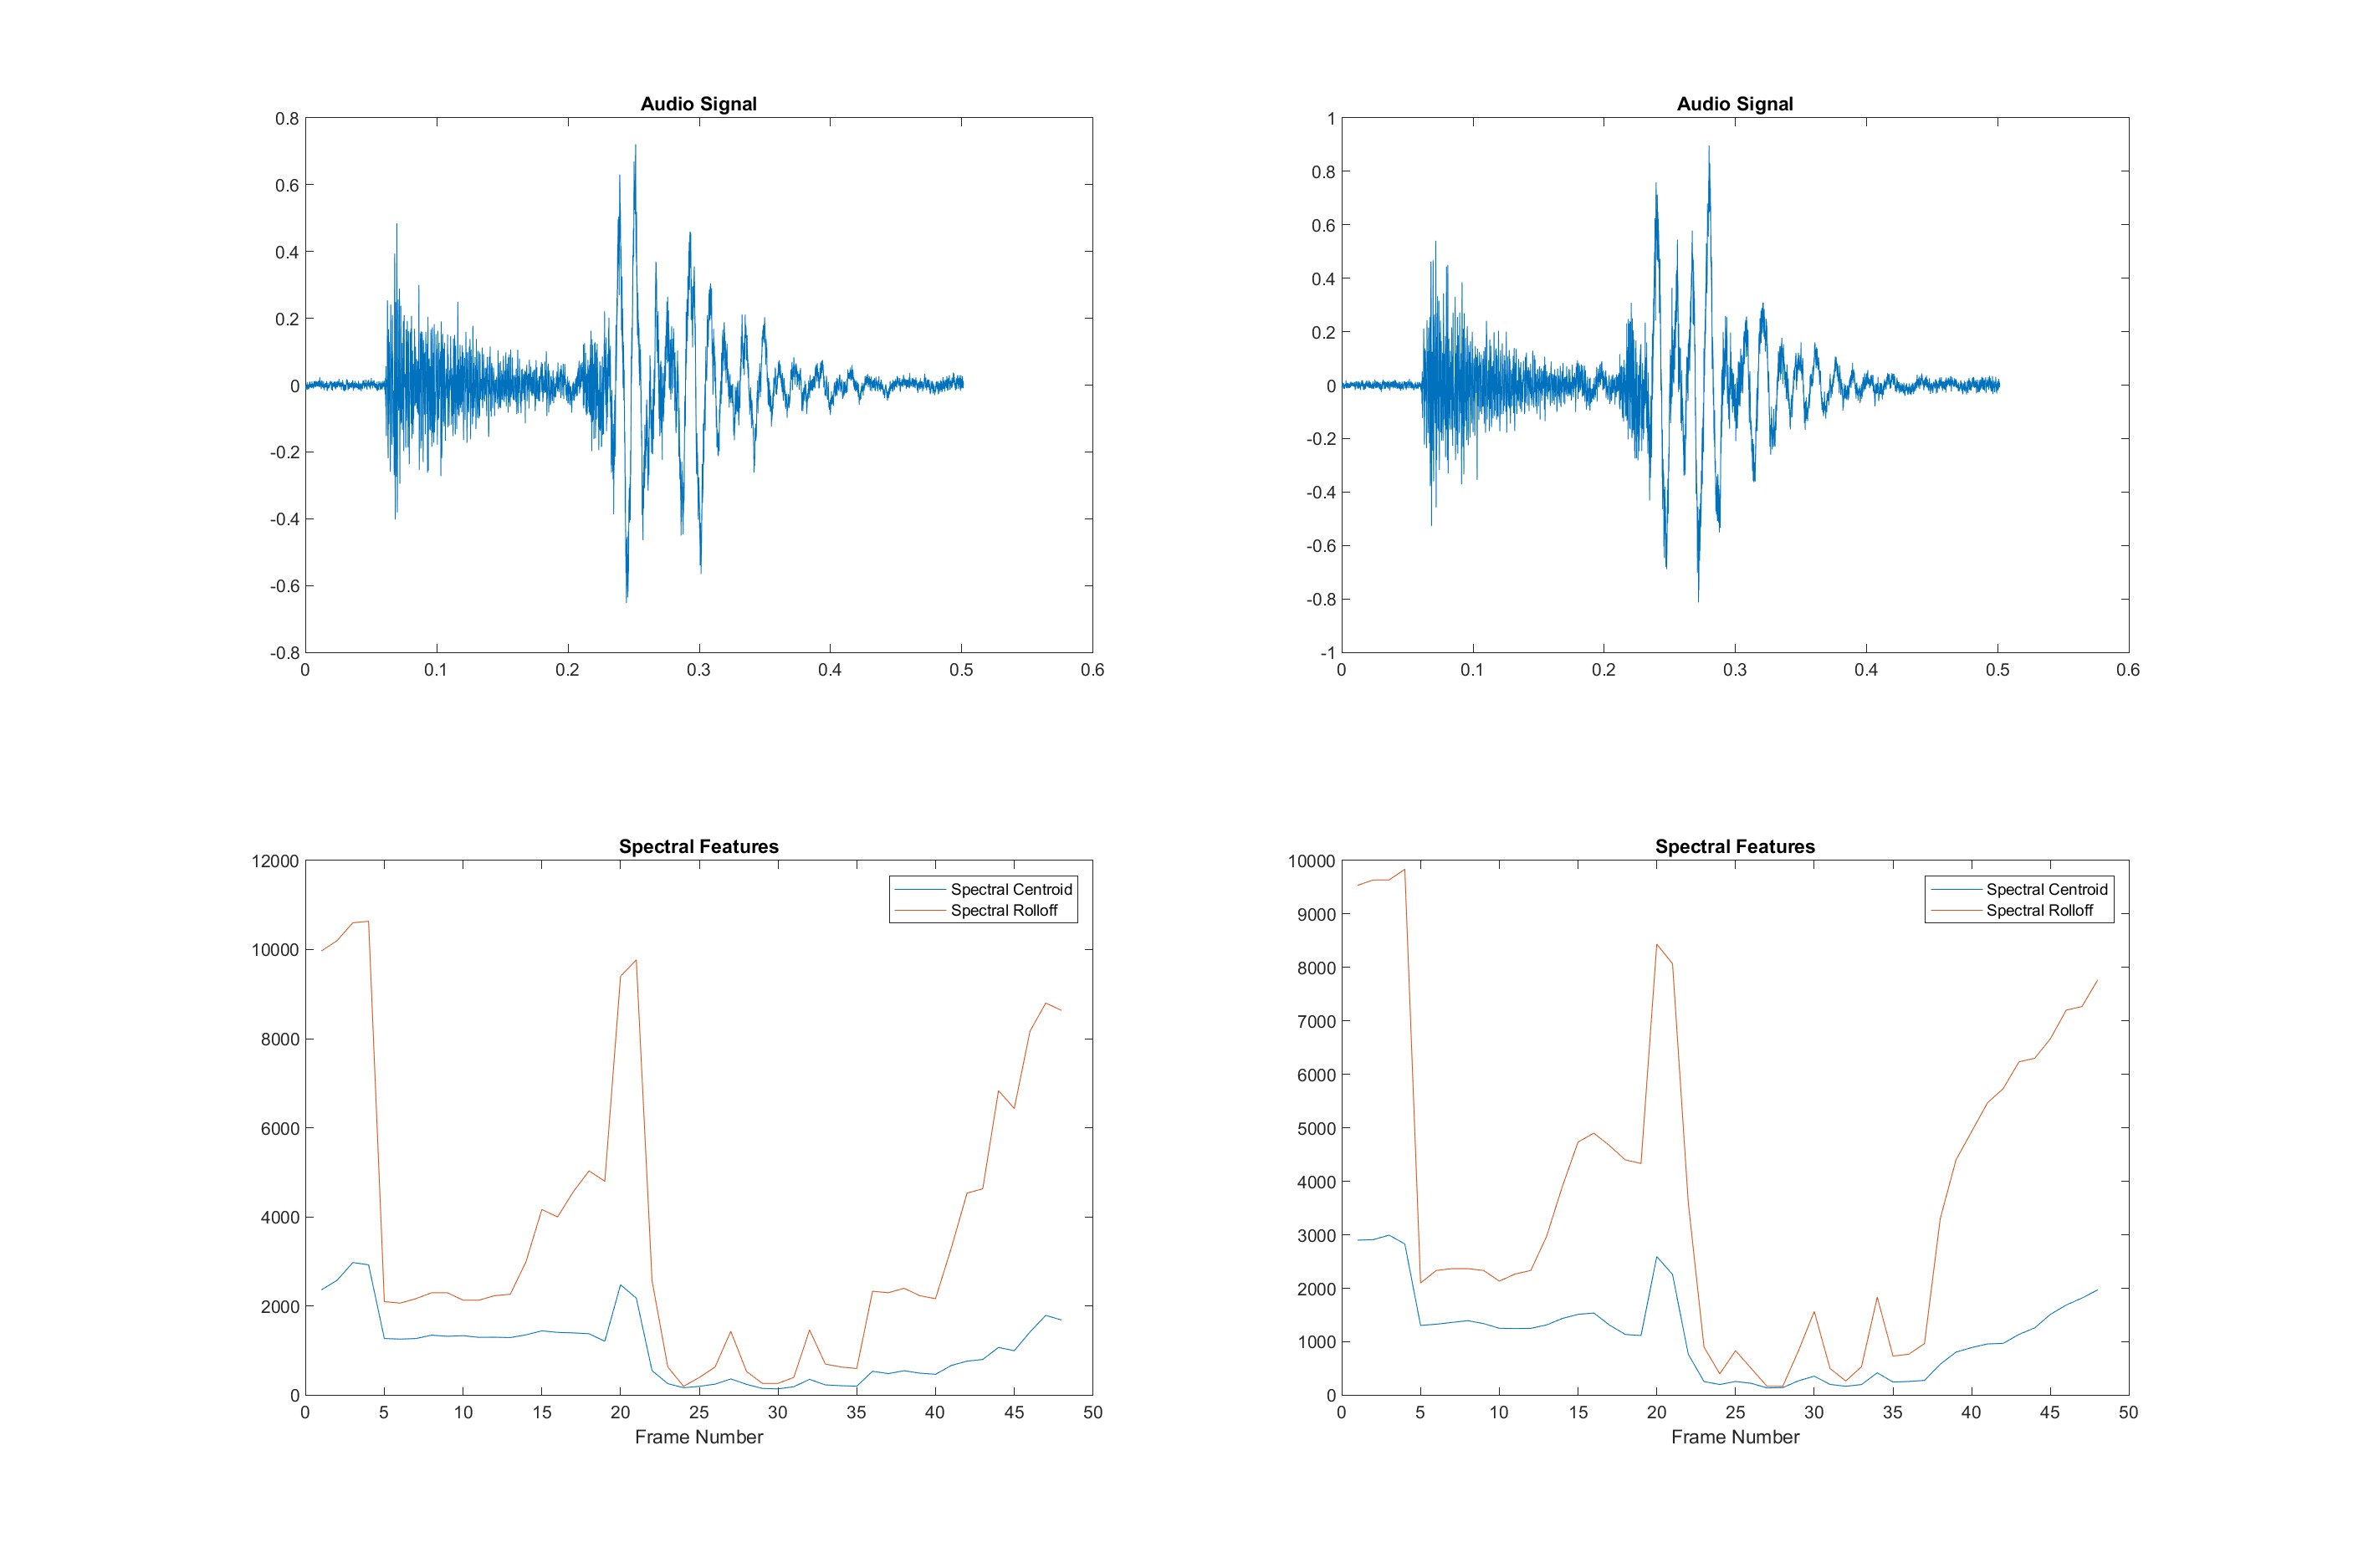 Audio Signal
0.8
0.6
0.4
0.2
0
-0.2
-0.4
-0.6
-0.8
0 0.1 0.2 0.3 0.4 0.5 0.6
Audio Signal
1
0.8
0.6
0.4
0.2
0
-0.2
-0.4
-0.6
-0.8
-1
0 0.1 0.2 0.3 0.4 0.5 0.6
Spectral Features
12000
10000
8000
6000
4000
2000
0
Spectral Centroid
Spectral Rolloff
0 5 10 15 20 25 30 35 40 45 50
Frame Number
Spectral Features
10000
9000
8000
7000
6000
5000
4000
3000
2000
1000
0
Spectral Centroid
Spectral Rolloff
0 5 10 15 20 25 30 35 40 45 50
Frame Number